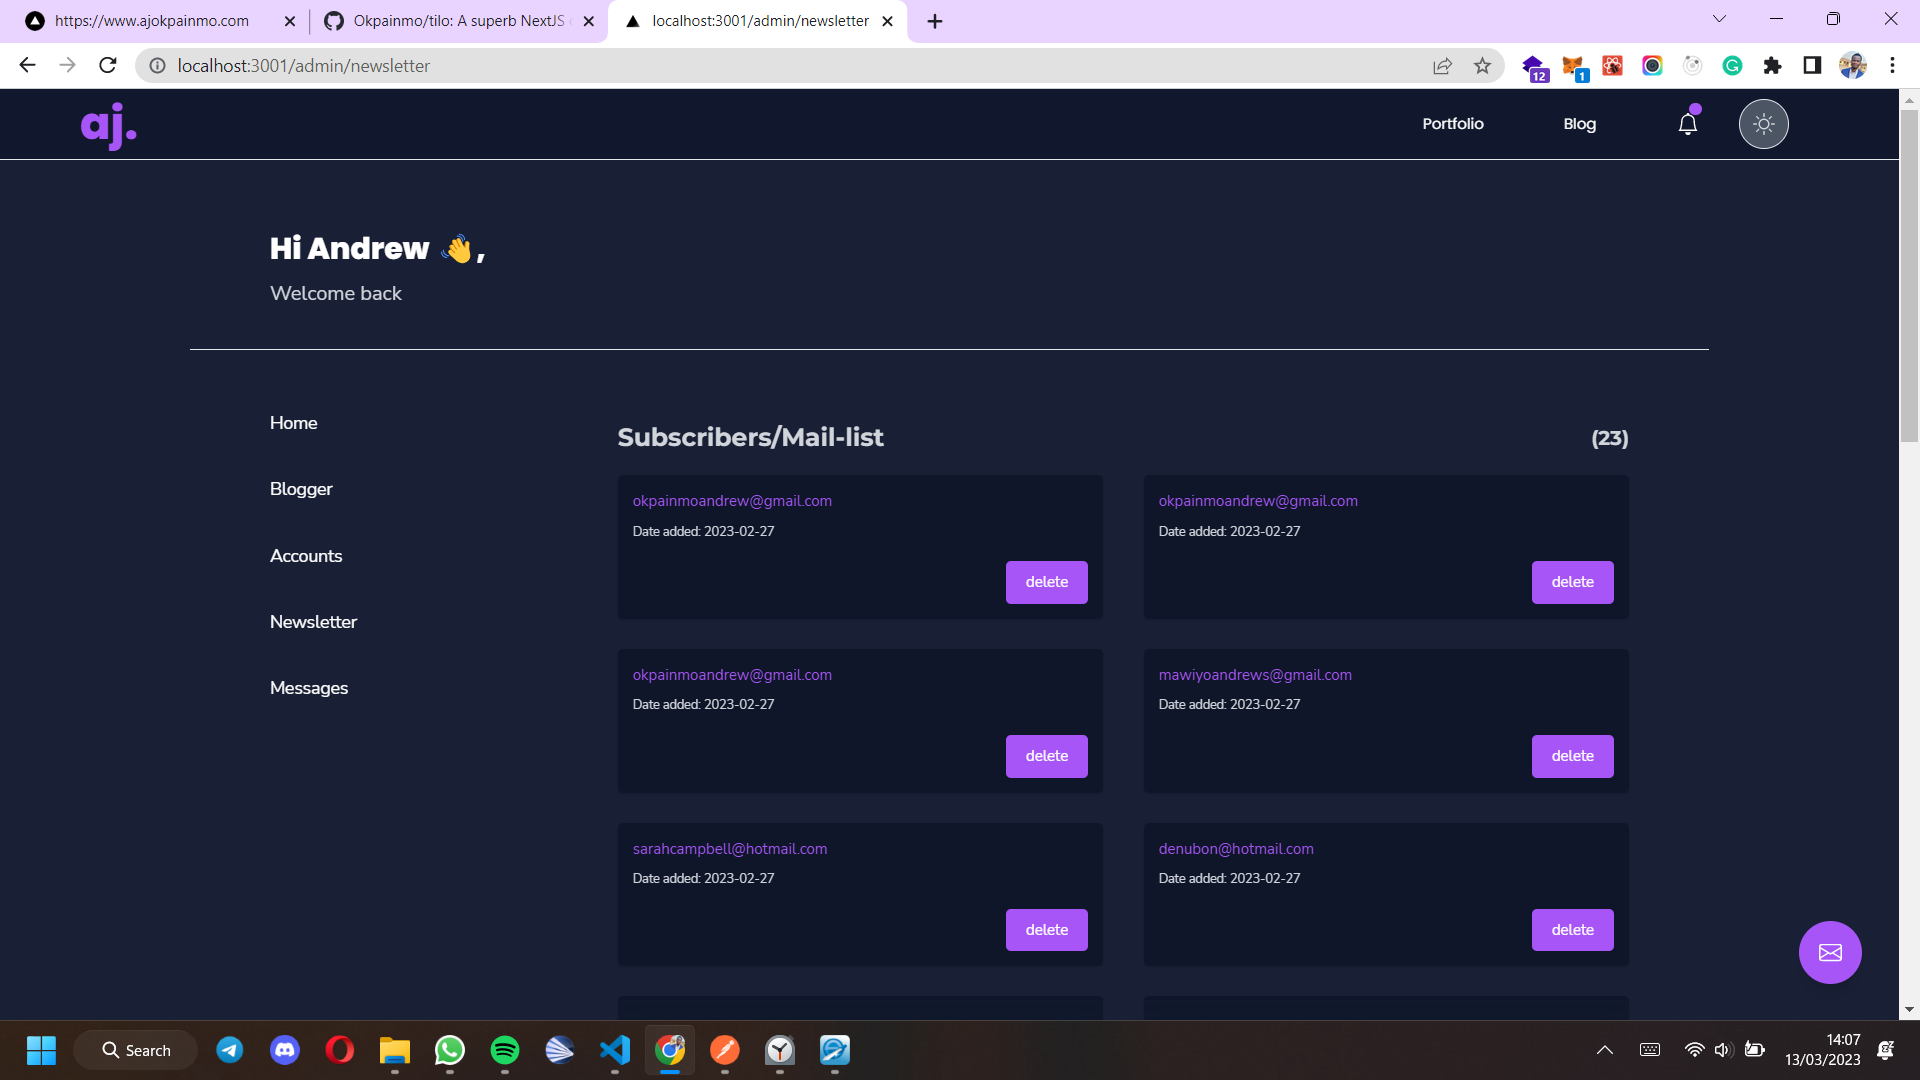 https://www.ajokpainmo.com
Okpainmo/tilo: A superb NextJS
localhost:3001/admin/newsletter
localhost:3001/admin/newsletter
12
1
aj.
Portfolio
Blog
Hi Andrew 👋,
Welcome back
Home
Blogger
Accounts
Newsletter
Messages
Subscribers/Mail-list
(23)
okpainmoandrew@gmail.com
Date added: 2023-02-27
delete
okpainmoandrew@gmail.com
Date added: 2023-02-27
delete
okpainmoandrew@gmail.com
Date added: 2023-02-27
delete
mawiyoandrews@gmail.com
Date added: 2023-02-27
delete
sarahcampbell@hotmail.com
Date added: 2023-02-27
delete
denubon@hotmail.com
Date added: 2023-02-27
delete
Search
14:07
13/03/2023